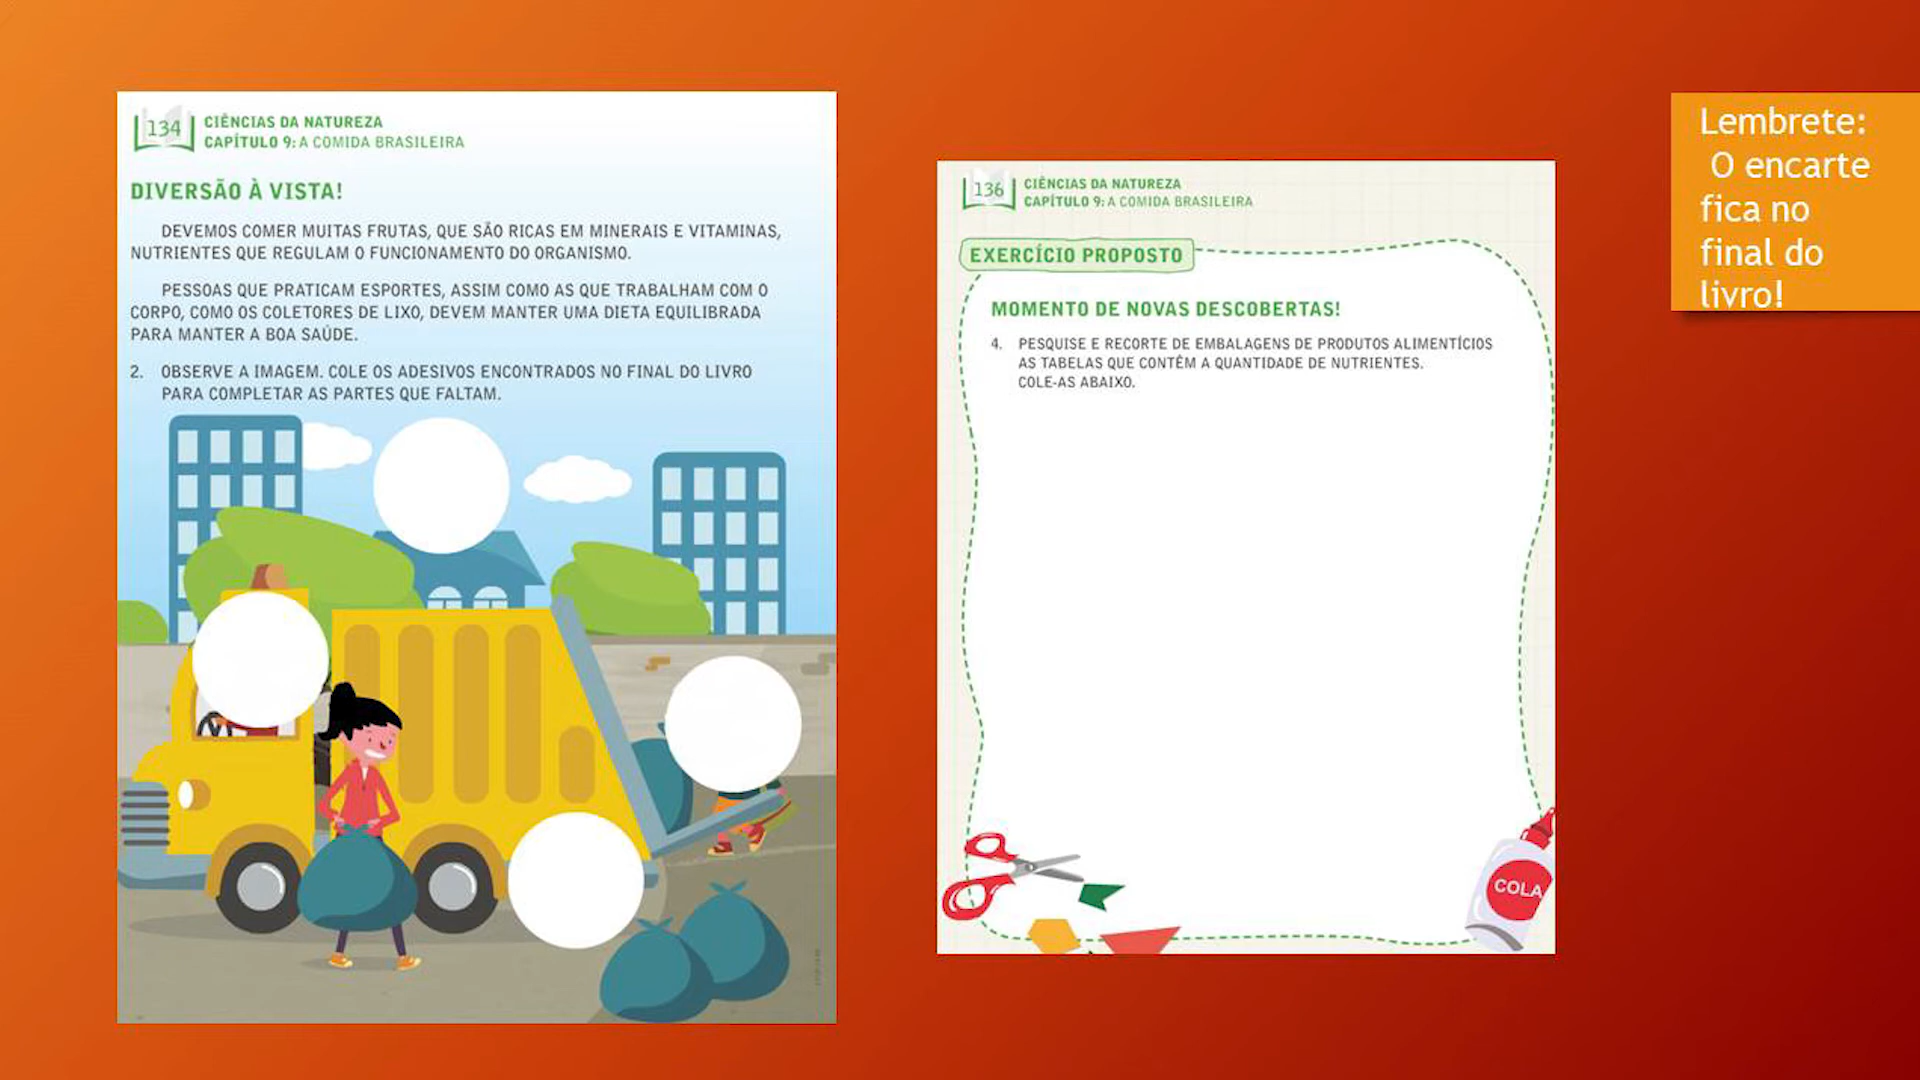 134
CIÊNCIAS DA NATUREZA
CAPÍTULO 9: A COMIDA BRASILEIRA
DIVERSÃO À VISTA!
DEVEMOS COMER MUITAS FRUTAS, QUE SÃO RICAS EM MINERAIS E VITAMINAS,
NUTRIENTES QUE REGULAM O FUNCIONAMENTO DO ORGANISMO.
PESSOAS QUE PRATICAM ESPORTES, ASSIM COMO AS QUE TRABALHAM COM O
CORPO, COMO OS COLETORES DE LIXO, DEVEM MANTER UMA DIETA EQUILIBRADA
PARA MANTER A BOA SAÚDE.
2. OBSERVE A IMAGEM. COLE OS ADESIVOS ENCONTRADOS NO FINAL DO LIVRO
PARA COMPLETAR AS PARTES QUE FALTAM.
136
CIÊNCIAS DA NATUREZA
CAPÍTULO 9: A COMIDA BRASILEIRA
EXERCÍCIO PROPOSTO
MOMENTO DE NOVAS DESCOBERTAS!
4. PESQUISE E RECORTE DE EMBALAGENS DE PRODUTOS ALIMENTÍCIOS
AS TABELAS QUE CONTÊM A QUANTIDADE DE NUTRIENTES.
COLE-AS ABAIXO.
COLA
Lembrete:
O encarte
fica no
final do
livro!